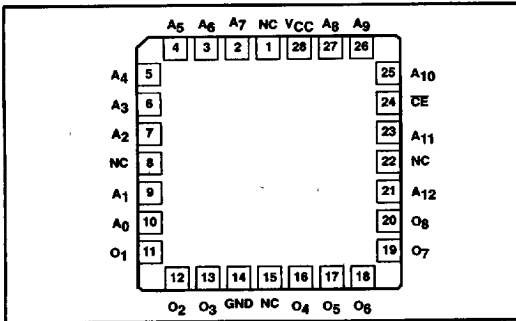 A5 A6 A7 NC VCC A8 A9
4 3 2 1 28 27 26
A4 5 25 A10
A3 6 24 C̅E̅
A2 7 23 A11
NC 8 22 NC
A1 9 21 A12
A0 10 20 O8
O1 11 19 O7
12 13 14 15 16 17 18
O2 O3 GND NC O4 O5 O6